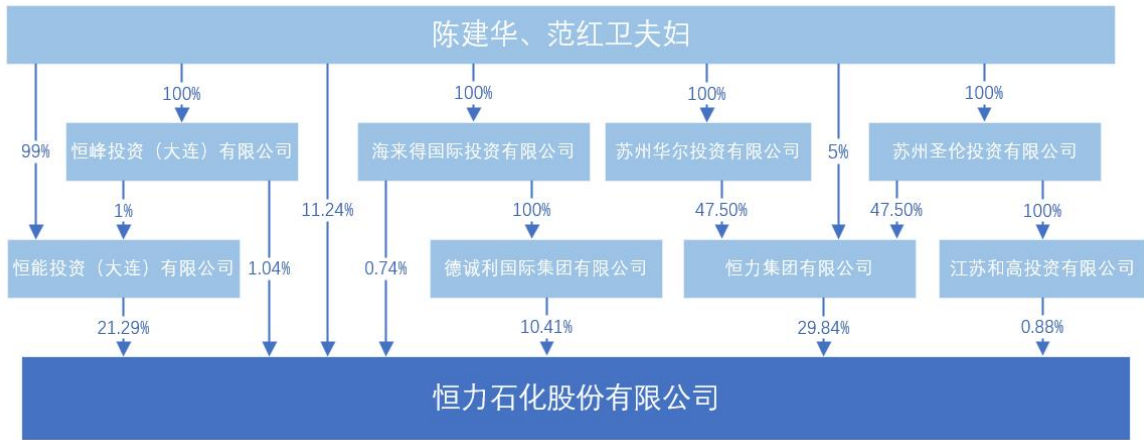 陈建华、范红卫夫妇
100%
100%
100%
100%
99%
恒峰投资（大连）有限公司
海来得国际投资有限公司
苏州华尔投资有限公司
5%
苏州圣伦投资有限公司
1%
11.24%
100%
47.50%
47.50%
100%
恒能投资（大连）有限公司
1.04%
0.74%
德诚利国际集团有限公司
恒力集团有限公司
江苏和高投资有限公司
21.29%
10.41%
29.84%
0.88%
恒力石化股份有限公司